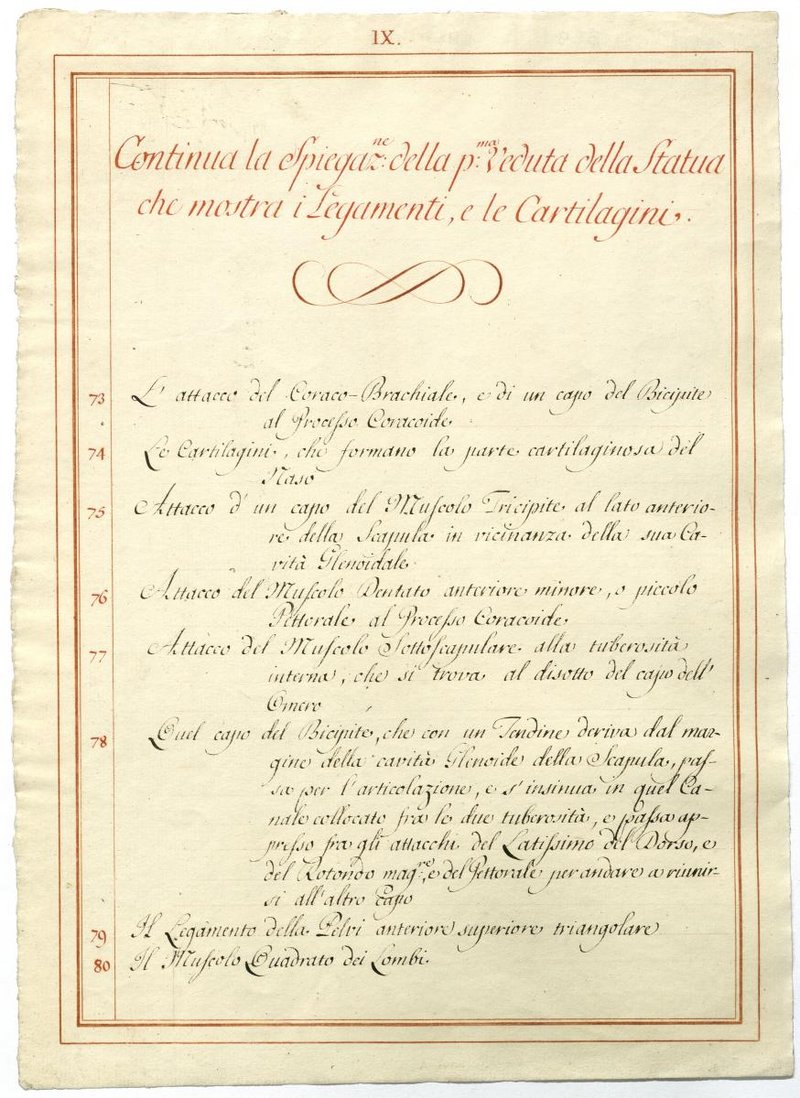 IX.
Continua la Spiegaz:ne della p:ma Veduta della Statua
che mostra i Legamenti, e le Cartilagini.
73 L' attacco del Coraco-Brachiale, e di un capo del Bicipite
al Processo Coracoide
74 Le Cartilagini, che formano la parte cartilaginosa del
Naso
75 Attacco d' un capo del Muscolo Tricipite al lato anterio-
re della Scapula in vicinanza della sua Ca-
vità Glenoidale
76 Attacco del Muscolo Dentato anteriore minore, o piccolo
Pettorale al Processo Coracoide
77 Attacco del Muscolo Sottoscapulare alla tuberosità
interna, che si trova al disotto del capo dell'
Omero
78 Quel capo del Bicipite, che con un Tendine deriva dal mar-
gine della cavità Glenoide della Scapula, pas-
sa per l'articolazione, e s'insinua in quel Ca-
nale collocato fra le due tuberosità, e passa ap-
presso fra gli attacchi del Latissimo del Dorso, e
del Rotondo mag:re, e del Pettorale per andare a riunir-
si all'altro capo
79 Il Legamento della Pelvi anteriore superiore triangolare
80 Il Muscolo Quadrato dei Lombi.